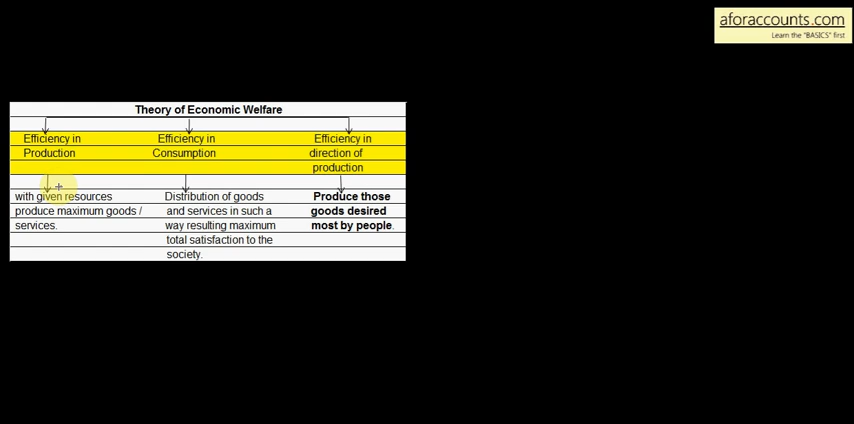 aforaccounts.com
Learn the "BASICS" first
Theory of Economic Welfare
Efficiency in
Production
Efficiency in
Consumption
Efficiency in
direction of
production
with given resources
produce maximum goods /
services.
Distribution of goods
and services in such a
way resulting maximum
total satisfaction to the
society.
Produce those
goods desired
most by people.